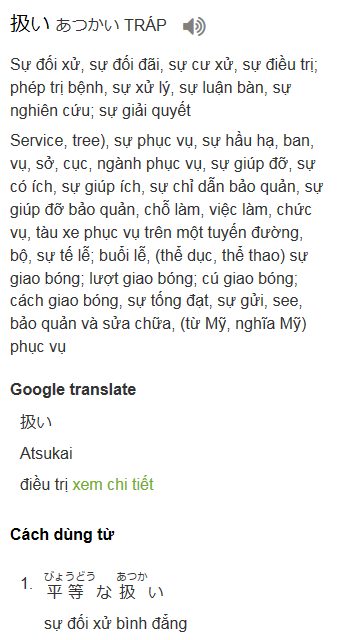 扱い あつかい TRÁP
Sự đối xử, sự đối đãi, sự cư xử, sự điều trị;
phép trị bệnh, sự xử lý, sự luận bàn, sự
nghiên cứu; sự giải quyết
Service, tree), sự phục vụ, sự hầu hạ, ban,
vụ, sở, cục, ngành phục vụ, sự giúp đỡ, sự
có ích, sự giúp ích, sự chỉ dẫn bảo quản, sự
giúp đỡ bảo quản, chỗ làm, việc làm, chức
vụ, tàu xe phục vụ trên một tuyến đường,
bộ, sự tế lễ; buổi lễ, (thể dục, thể thao) sự
giao bóng; lượt giao bóng; cú giao bóng;
cách giao bóng, sự tống đạt, sự gửi, see,
bảo quản và sửa chữa, (từ Mỹ, nghĩa Mỹ)
phục vụ
Google translate
扱い
Atsukai
điều trị xem chi tiết
Cách dùng từ
びょうどう あつか
1. 平等な扱い
sự đối xử bình đẳng